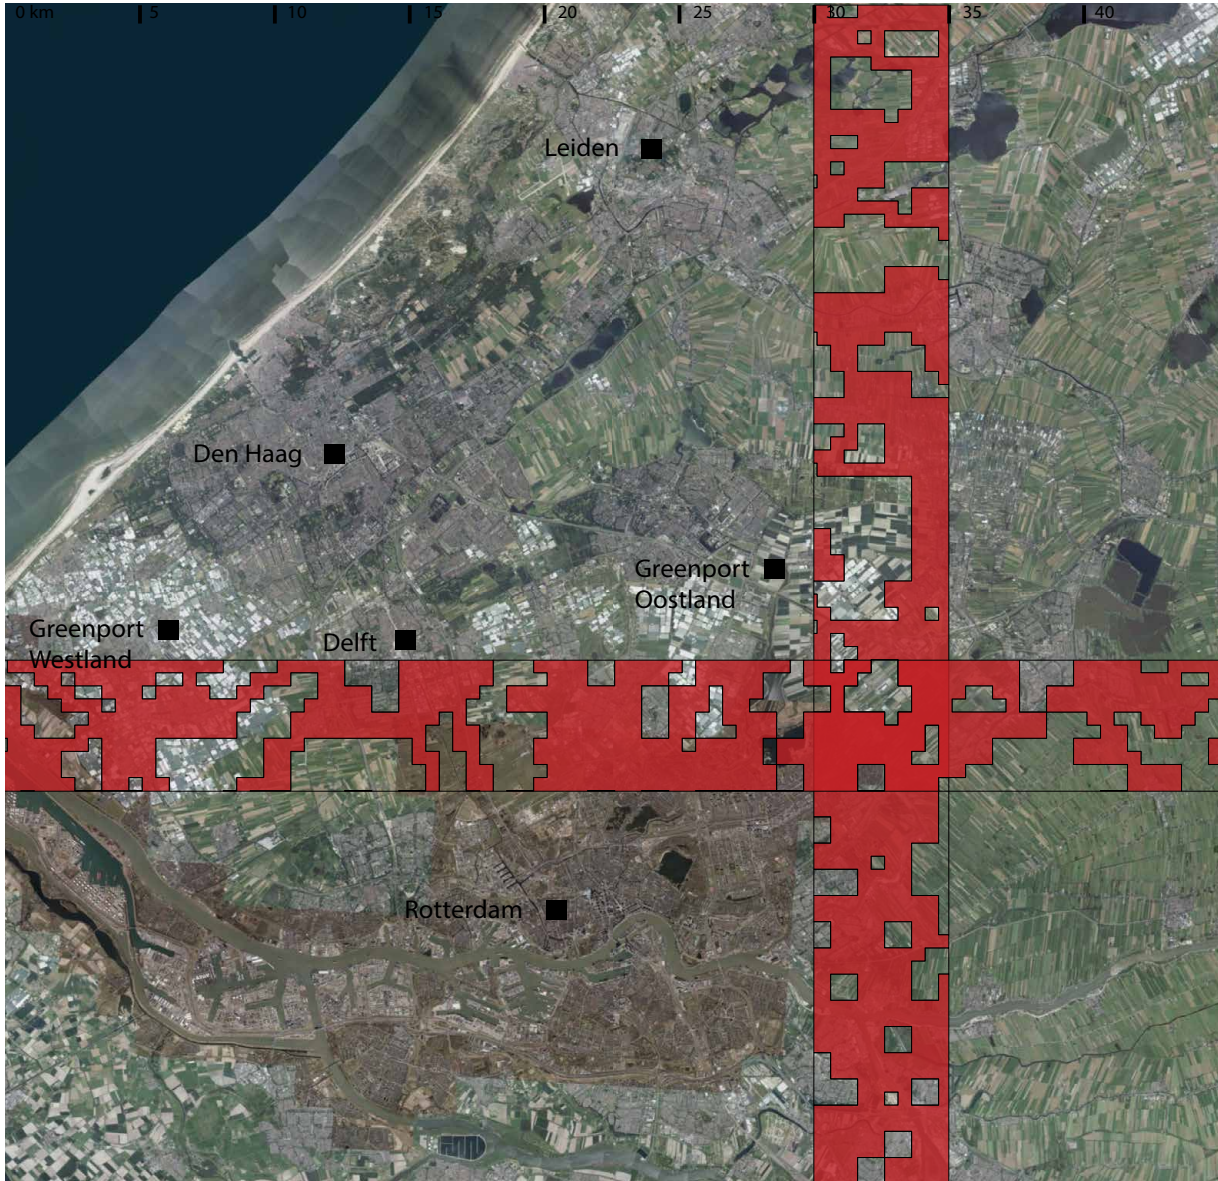 0 km 5 10 15 20 25 30 35 40
Leiden
Den Haag
Greenport
Oostland
Greenport
Westland
Delft
Rotterdam